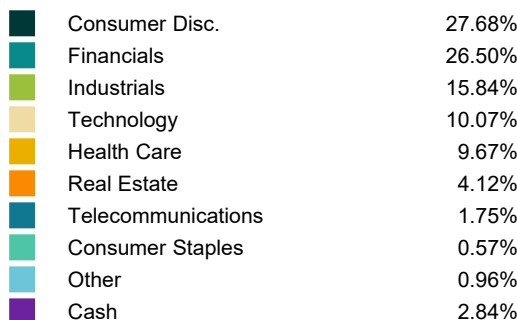 Consumer Disc. 27.68%
Financials 26.50%
Industrials 15.84%
Technology 10.07%
Health Care 9.67%
Real Estate 4.12%
Telecommunications 1.75%
Consumer Staples 0.57%
Other 0.96%
Cash 2.84%